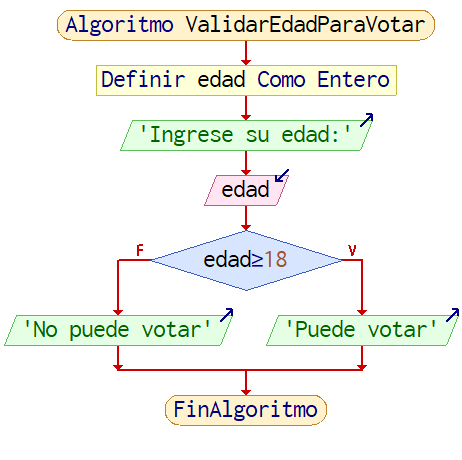 Algoritmo ValidarEdadParaVotar
Definir edad Como Entero
'Ingrese su edad:'
edad
edad≥18
F
V
'No puede votar'
'Puede votar'
FinAlgoritmo